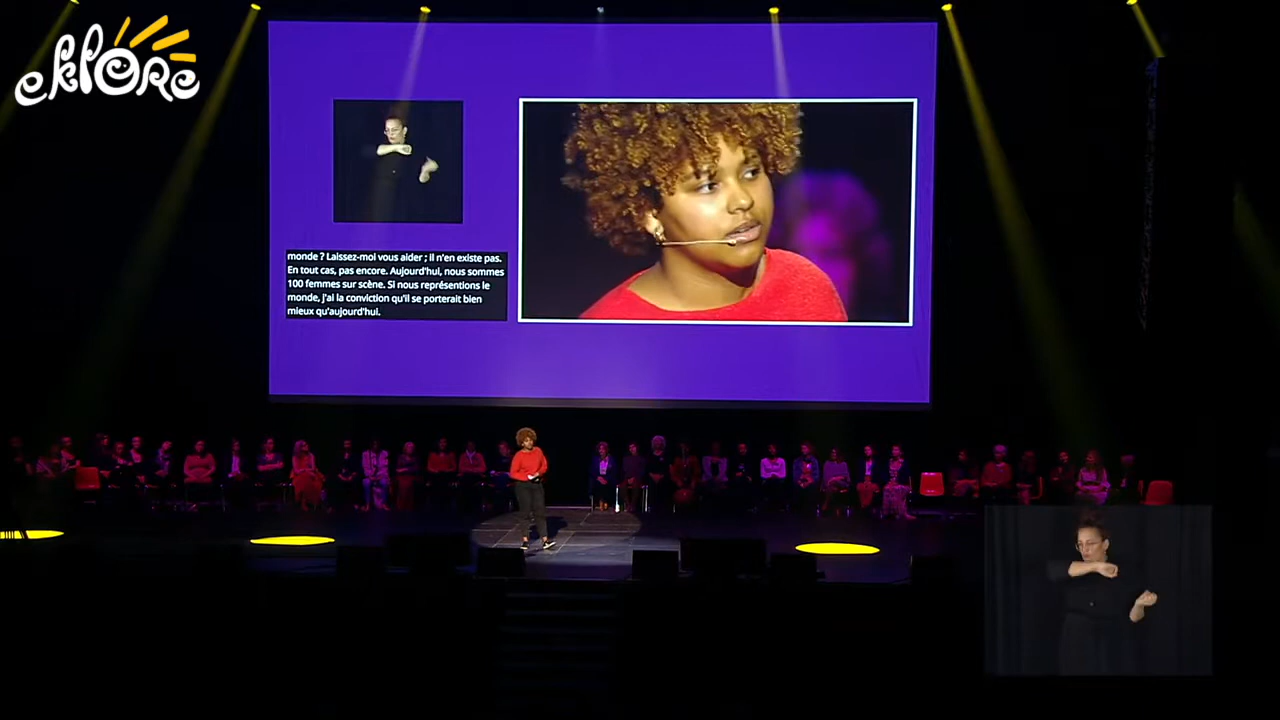 eklore
monde ? Laissez-moi vous aider ; il n'en existe pas.
En tout cas, pas encore. Aujourd'hui, nous sommes
100 femmes sur scène. Si nous représentions le
monde, j'ai la conviction qu'il se porterait bien
mieux qu'aujourd'hui.